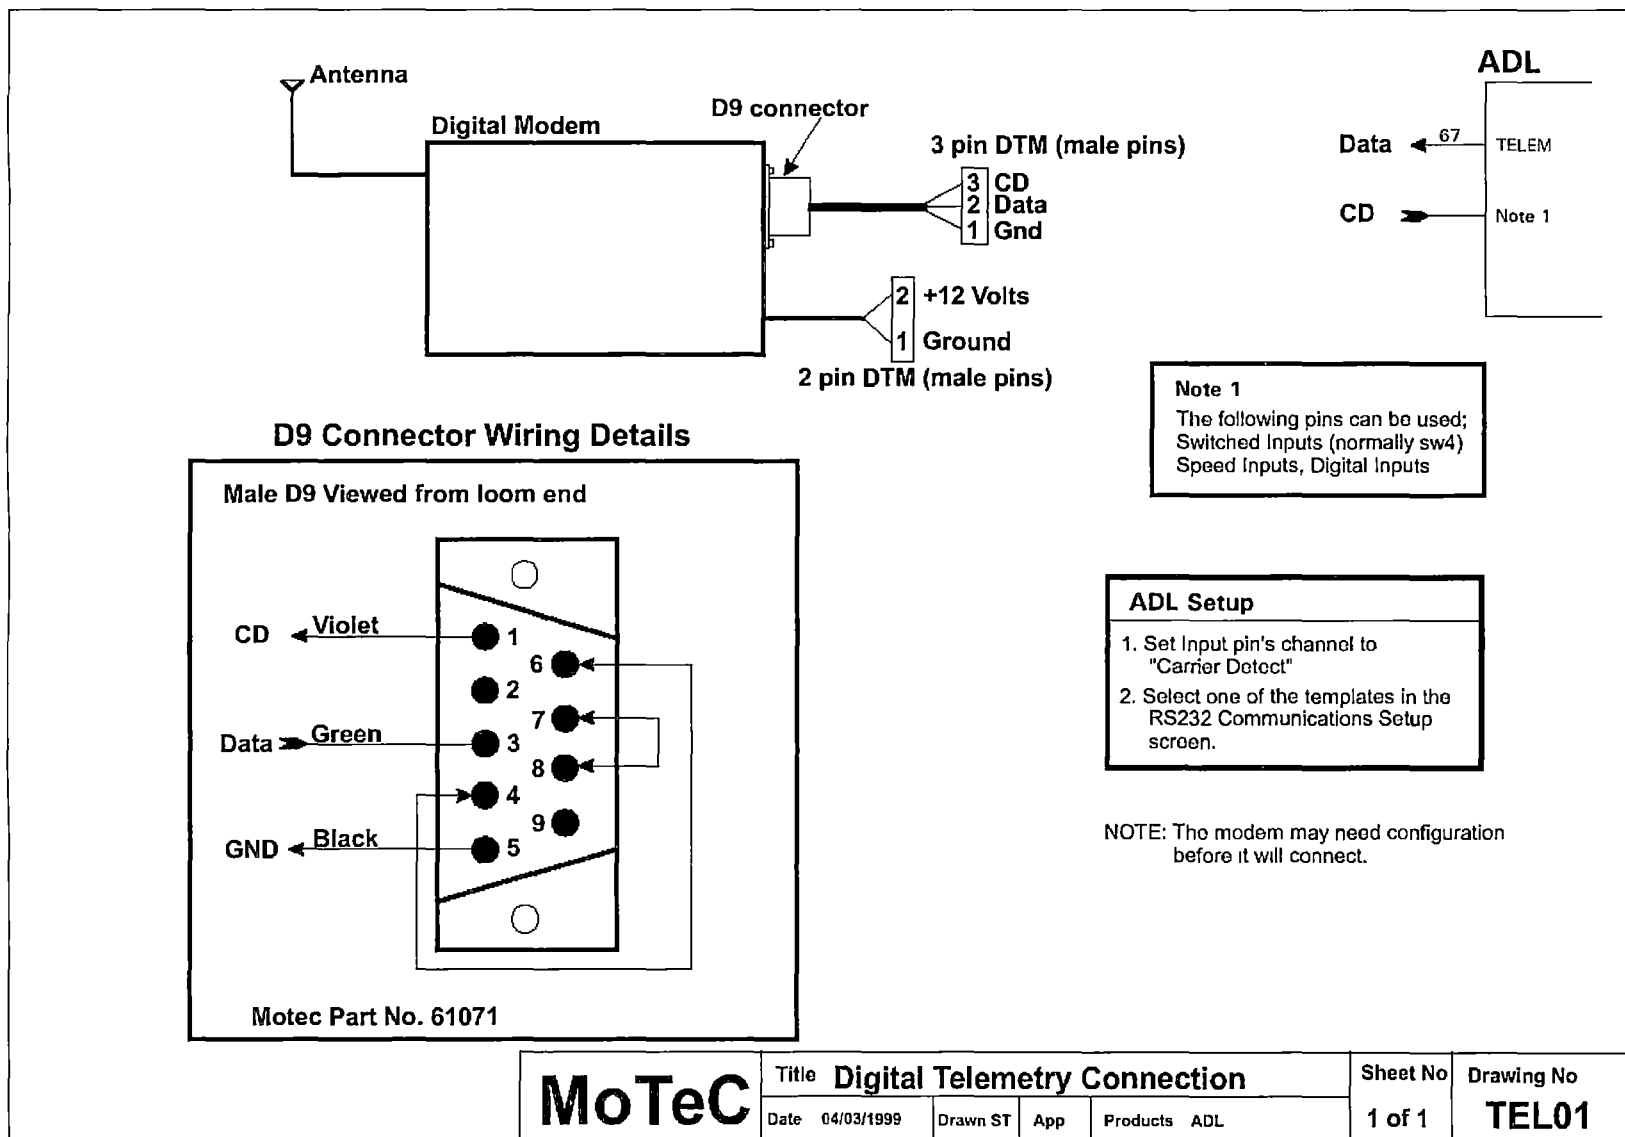 Antenna
Digital Modem
D9 connector
3 pin DTM (male pins)
3 CD
2 Data
1 Gnd
2 +12 Volts
1 Ground
2 pin DTM (male pins)
ADL
Data 67 TELEM
CD Note 1
Note 1
The following pins can be used;
Switched Inputs (normally sw4)
Speed Inputs, Digital Inputs
D9 Connector Wiring Details
Male D9 Viewed from loom end
CD Violet 1
6
2
7
Data Green 3
8
4
9
GND Black 5
Motec Part No. 61071
ADL Setup
1. Set Input pin's channel to
"Carrier Detect"
2. Select one of the templates in the
RS232 Communications Setup
screen.
NOTE: The modem may need configuration
before it will connect.
MoTeC
Title Digital Telemetry Connection
Date 04/03/1999 Drawn ST App Products ADL
Sheet No
1 of 1
Drawing No
TEL01